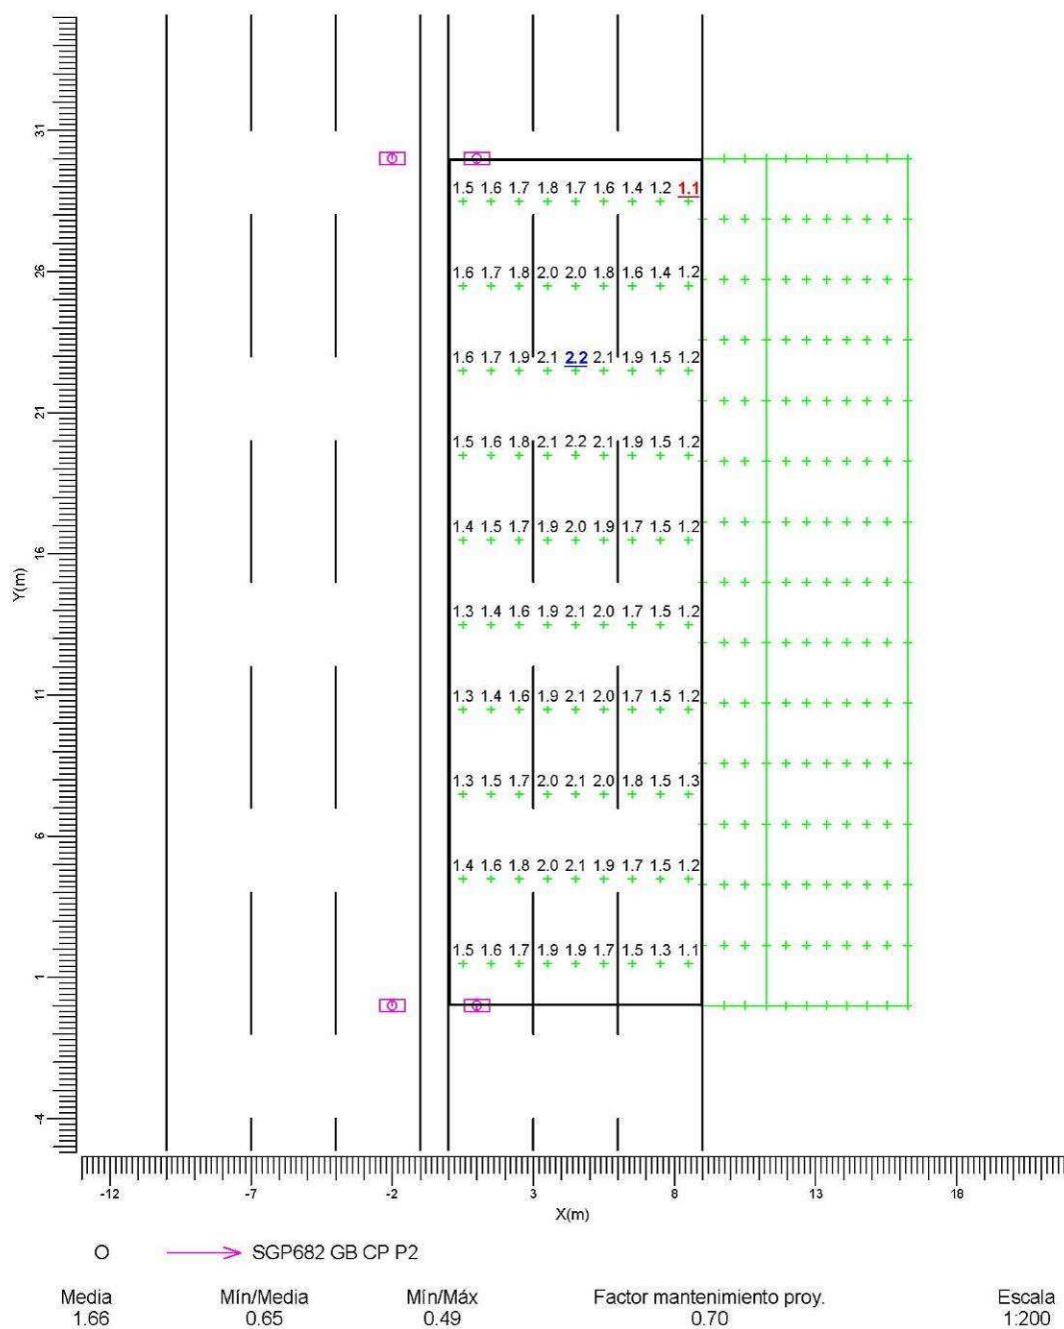 31
1.5 1.6 1.7 1.8 1.7 1.6 1.4 1.2 1.1
26
1.6 1.7 1.8 2.0 2.0 1.8 1.6 1.4 1.2
1.6 1.7 1.9 2.1 2.2 2.1 1.9 1.5 1.2
21
1.5 1.6 1.8 2.1 2.2 2.1 1.9 1.5 1.2
16
1.4 1.5 1.7 1.9 2.0 1.9 1.7 1.5 1.2
Y(m)
1.3 1.4 1.6 1.9 2.1 2.0 1.7 1.5 1.2
11
1.3 1.4 1.6 1.9 2.1 2.0 1.7 1.5 1.2
1.3 1.5 1.7 2.0 2.1 2.0 1.8 1.5 1.3
6
1.4 1.6 1.8 2.0 2.1 1.9 1.7 1.5 1.2
1.5 1.6 1.7 1.9 1.9 1.7 1.5 1.3 1.1
1
-4
-12 -7 -2 3 8 13 18
X(m)
O SGP682 GB CP P2
Media Mín/Media Mín/Máx Factor mantenimiento proy. Escala
1.66 0.65 0.49 0.70 1:200